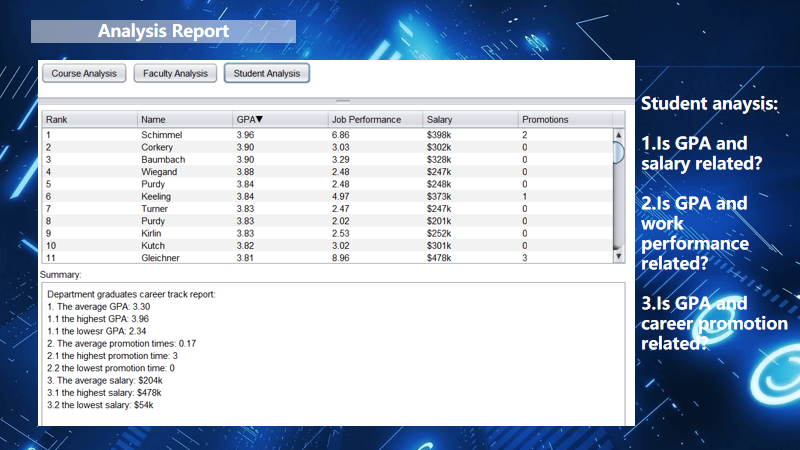 Analysis Report
Course Analysis Faculty Analysis Student Analysis
Rank Name GPA▼ Job Performance Salary Promotions
1 Schimmel 3.96 6.86 $398k 2
2 Corkery 3.90 3.03 $302k 0
3 Baumbach 3.90 3.29 $328k 0
4 Wiegand 3.88 2.48 $247k 0
5 Purdy 3.84 2.48 $248k 0
6 Keeling 3.84 4.97 $373k 1
7 Turner 3.83 2.47 $247k 0
8 Purdy 3.83 2.02 $201k 0
9 Kirlin 3.83 2.53 $252k 0
10 Kutch 3.82 3.02 $301k 0
11 Gleichner 3.81 8.96 $478k 3
Summary:
Department graduates career track report:
1. The average GPA: 3.30
1.1 the highest GPA: 3.96
1.1 the lowesr GPA: 2.34
2. The average promotion times: 0.17
2.1 the highest promotion time: 3
2.2 the lowest promotion time: 0
3. The average salary: $204k
3.1 the highest salary: $478k
3.2 the lowest salary: $54k
Student anaysis:
1.Is GPA and
salary related?
2.Is GPA and
work
performance
related?
3.Is GPA and
career promotion
related?